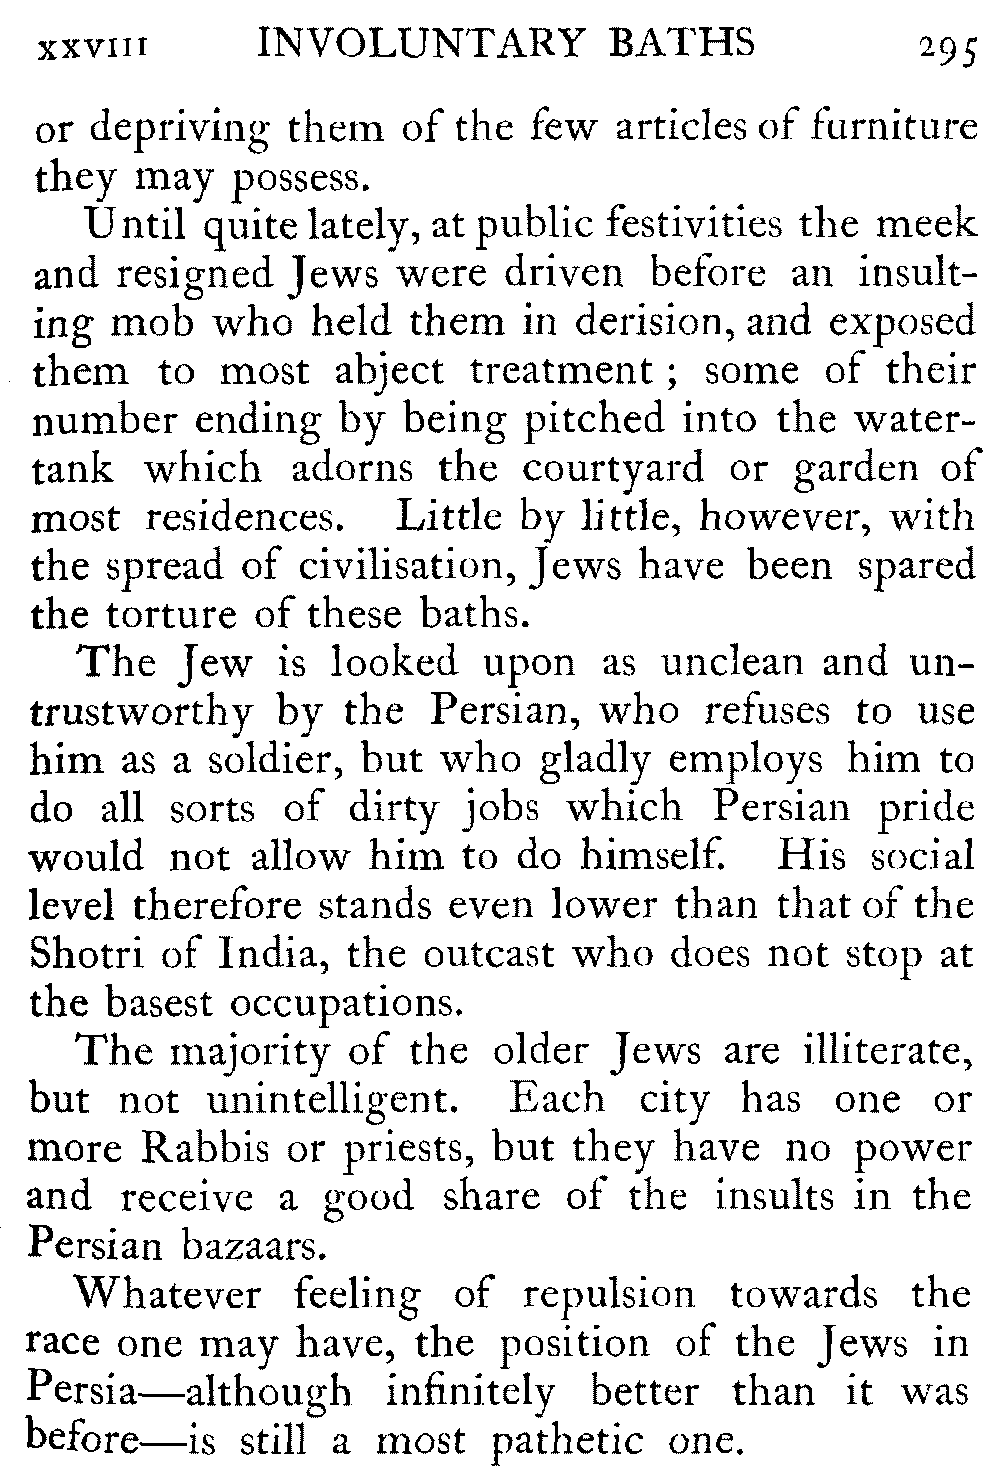 XXVIII INVOLUNTARY BATHS 295
or depriving them of the few articles of furniture
they may possess.
Until quite lately, at public festivities the meek
and resigned Jews were driven before an insult-
ing mob who held them in derision, and exposed
them to most abject treatment ; some of their
number ending by being pitched into the water-
tank which adorns the courtyard or garden of
most residences. Little by little, however, with
the spread of civilisation, Jews have been spared
the torture of these baths.
The Jew is looked upon as unclean and un-
trustworthy by the Persian, who refuses to use
him as a soldier, but who gladly employs him to
do all sorts of dirty jobs which Persian pride
would not allow him to do himself. His social
level therefore stands even lower than that of the
Shotri of India, the outcast who does not stop at
the basest occupations.
The majority of the older Jews are illiterate,
but not unintelligent. Each city has one or
more Rabbis or priests, but they have no power
and receive a good share of the insults in the
Persian bazaars.
Whatever feeling of repulsion towards the
race one may have, the position of the Jews in
Persia—although infinitely better than it was
before—is still a most pathetic one.